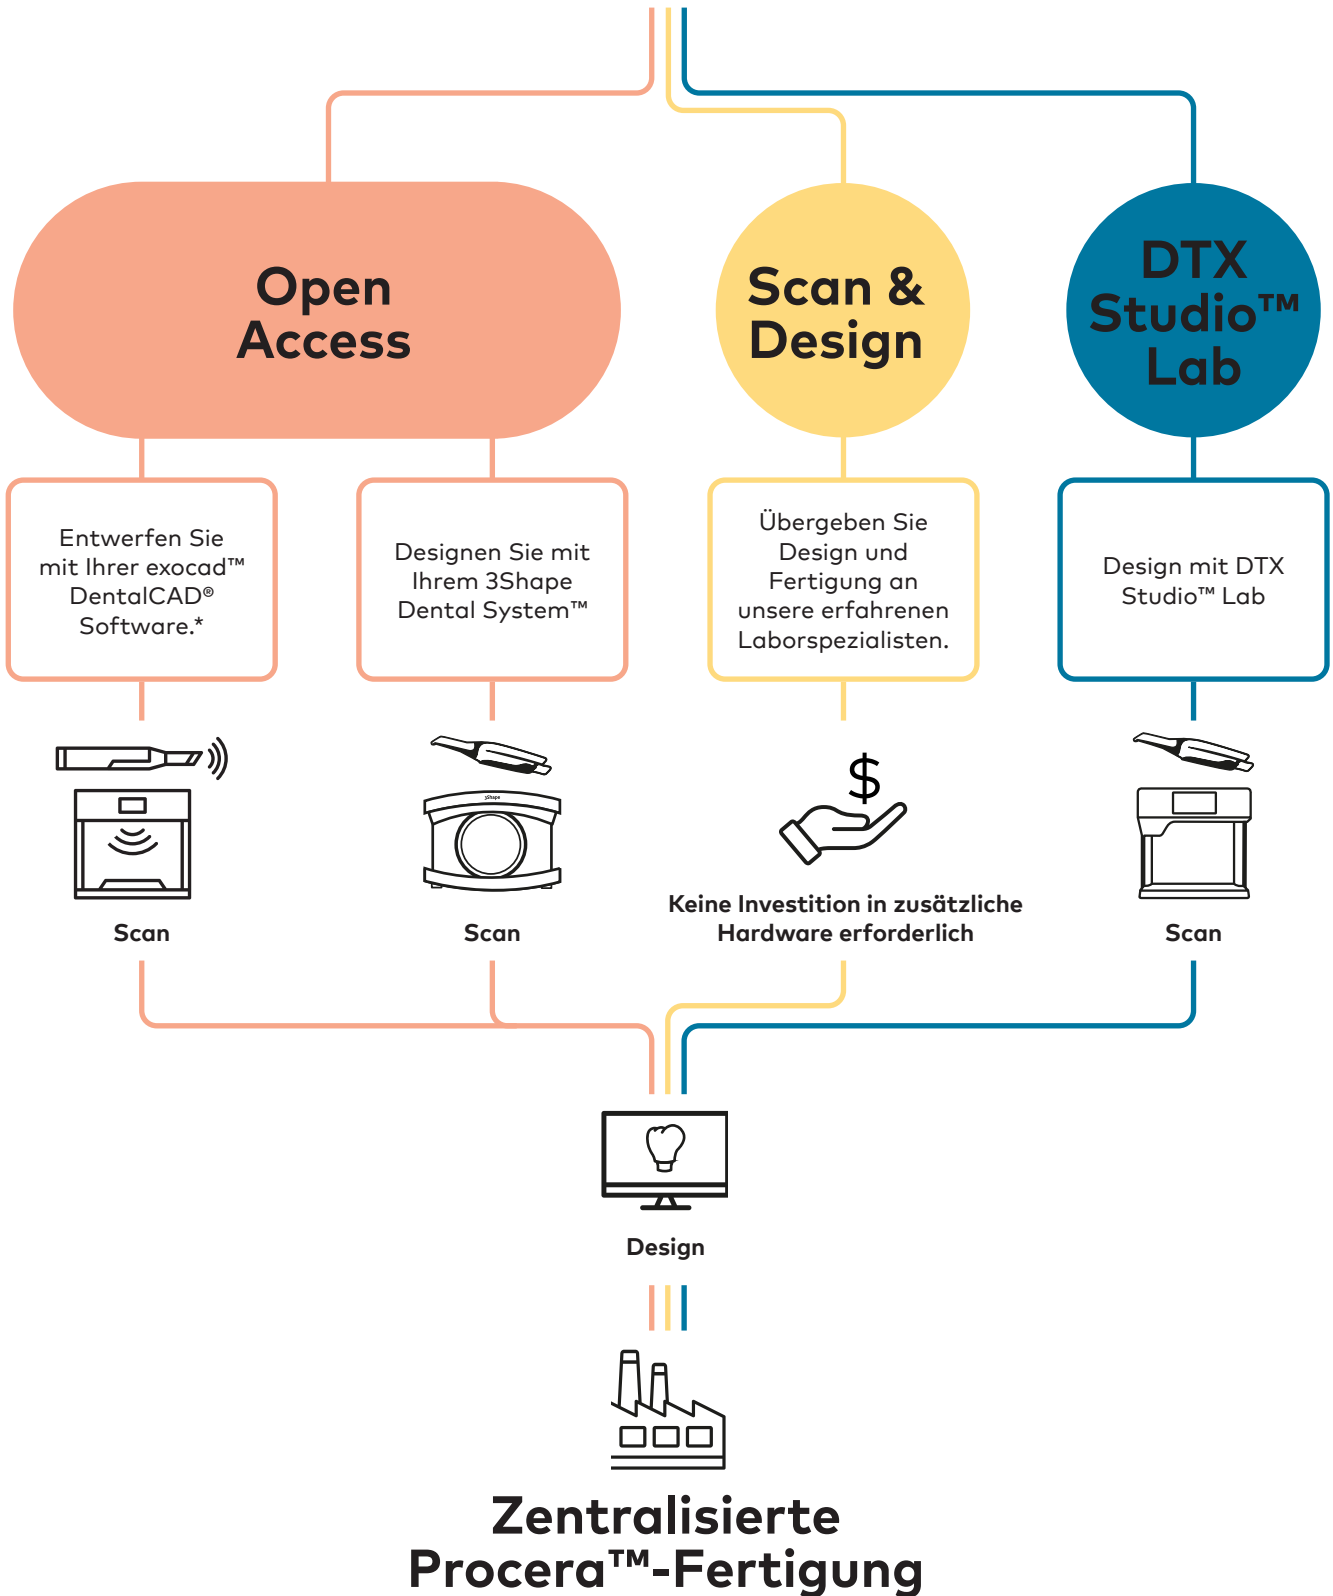 Open
Access
Scan &
Design
DTX
Studio™
Lab
Entwerfen Sie
mit Ihrer exocad™
DentalCAD®
Software.*
Designen Sie mit
Ihrem 3Shape
Dental System™
Übergeben Sie
Design und
Fertigung an
unsere erfahrenen
Laborspezialisten.
Design mit DTX
Studio™ Lab
3Shape
$
Scan
Scan
Keine Investition in zusätzliche
Hardware erforderlich
Scan
Design
Zentralisierte
Procera™-Fertigung